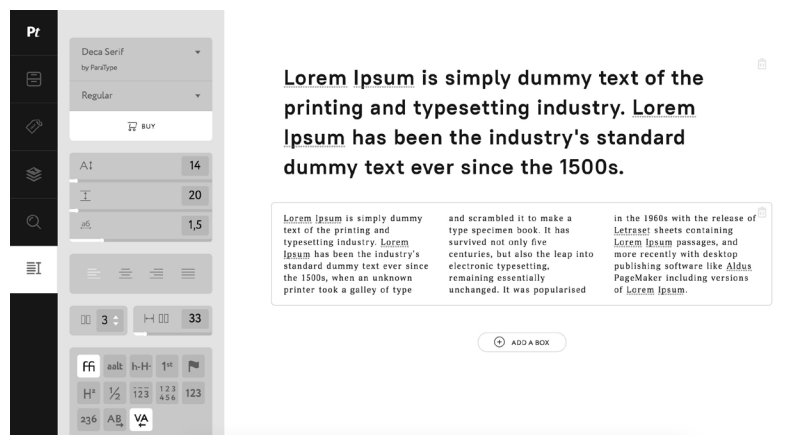 Pt
Deca Serif
by ParaType
Regular
BUY
A 14
20
aб 1,5
3
33
ffi aalt h-H- 1st
H² ½ 123 123 456 123
236 AB VA
Lorem Ipsum is simply dummy text of the
printing and typesetting industry. Lorem
Ipsum has been the industry's standard
dummy text ever since the 1500s.
Lorem Ipsum is simply dummy
text of the printing and
typesetting industry. Lorem
Ipsum has been the industry's
standard dummy text ever since
the 1500s, when an unknown
printer took a galley of type
and scrambled it to make a
type specimen book. It has
survived not only five
centuries, but also the leap into
electronic typesetting,
remaining essentially
unchanged. It was popularised
in the 1960s with the release of
Letraset sheets containing
Lorem Ipsum passages, and
more recently with desktop
publishing software like Aldus
PageMaker including versions
of Lorem Ipsum.
ADD A BOX